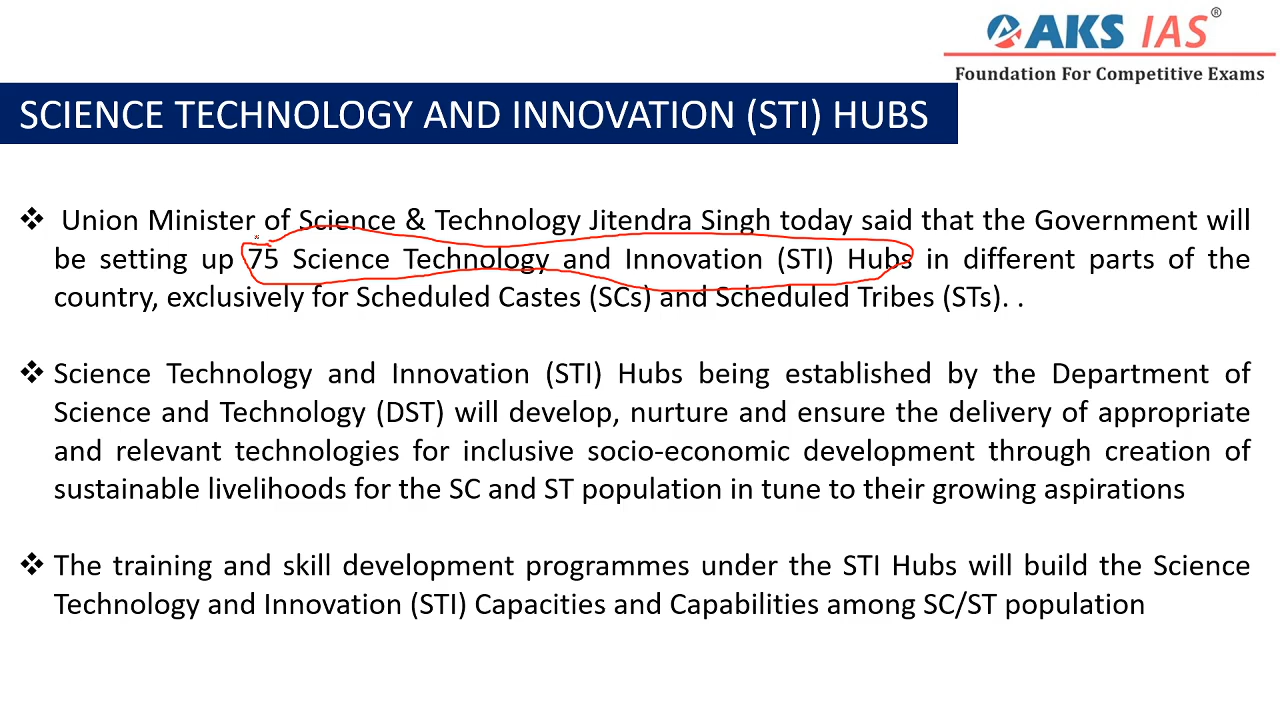 AKS IAS®
Foundation For Competitive Exams
SCIENCE TECHNOLOGY AND INNOVATION (STI) HUBS
❖ Union Minister of Science & Technology Jitendra Singh today said that the Government will
be setting up 75 Science Technology and Innovation (STI) Hubs in different parts of the
country, exclusively for Scheduled Castes (SCs) and Scheduled Tribes (STs). .
❖ Science Technology and Innovation (STI) Hubs being established by the Department of
Science and Technology (DST) will develop, nurture and ensure the delivery of appropriate
and relevant technologies for inclusive socio-economic development through creation of
sustainable livelihoods for the SC and ST population in tune to their growing aspirations
❖ The training and skill development programmes under the STI Hubs will build the Science
Technology and Innovation (STI) Capacities and Capabilities among SC/ST population